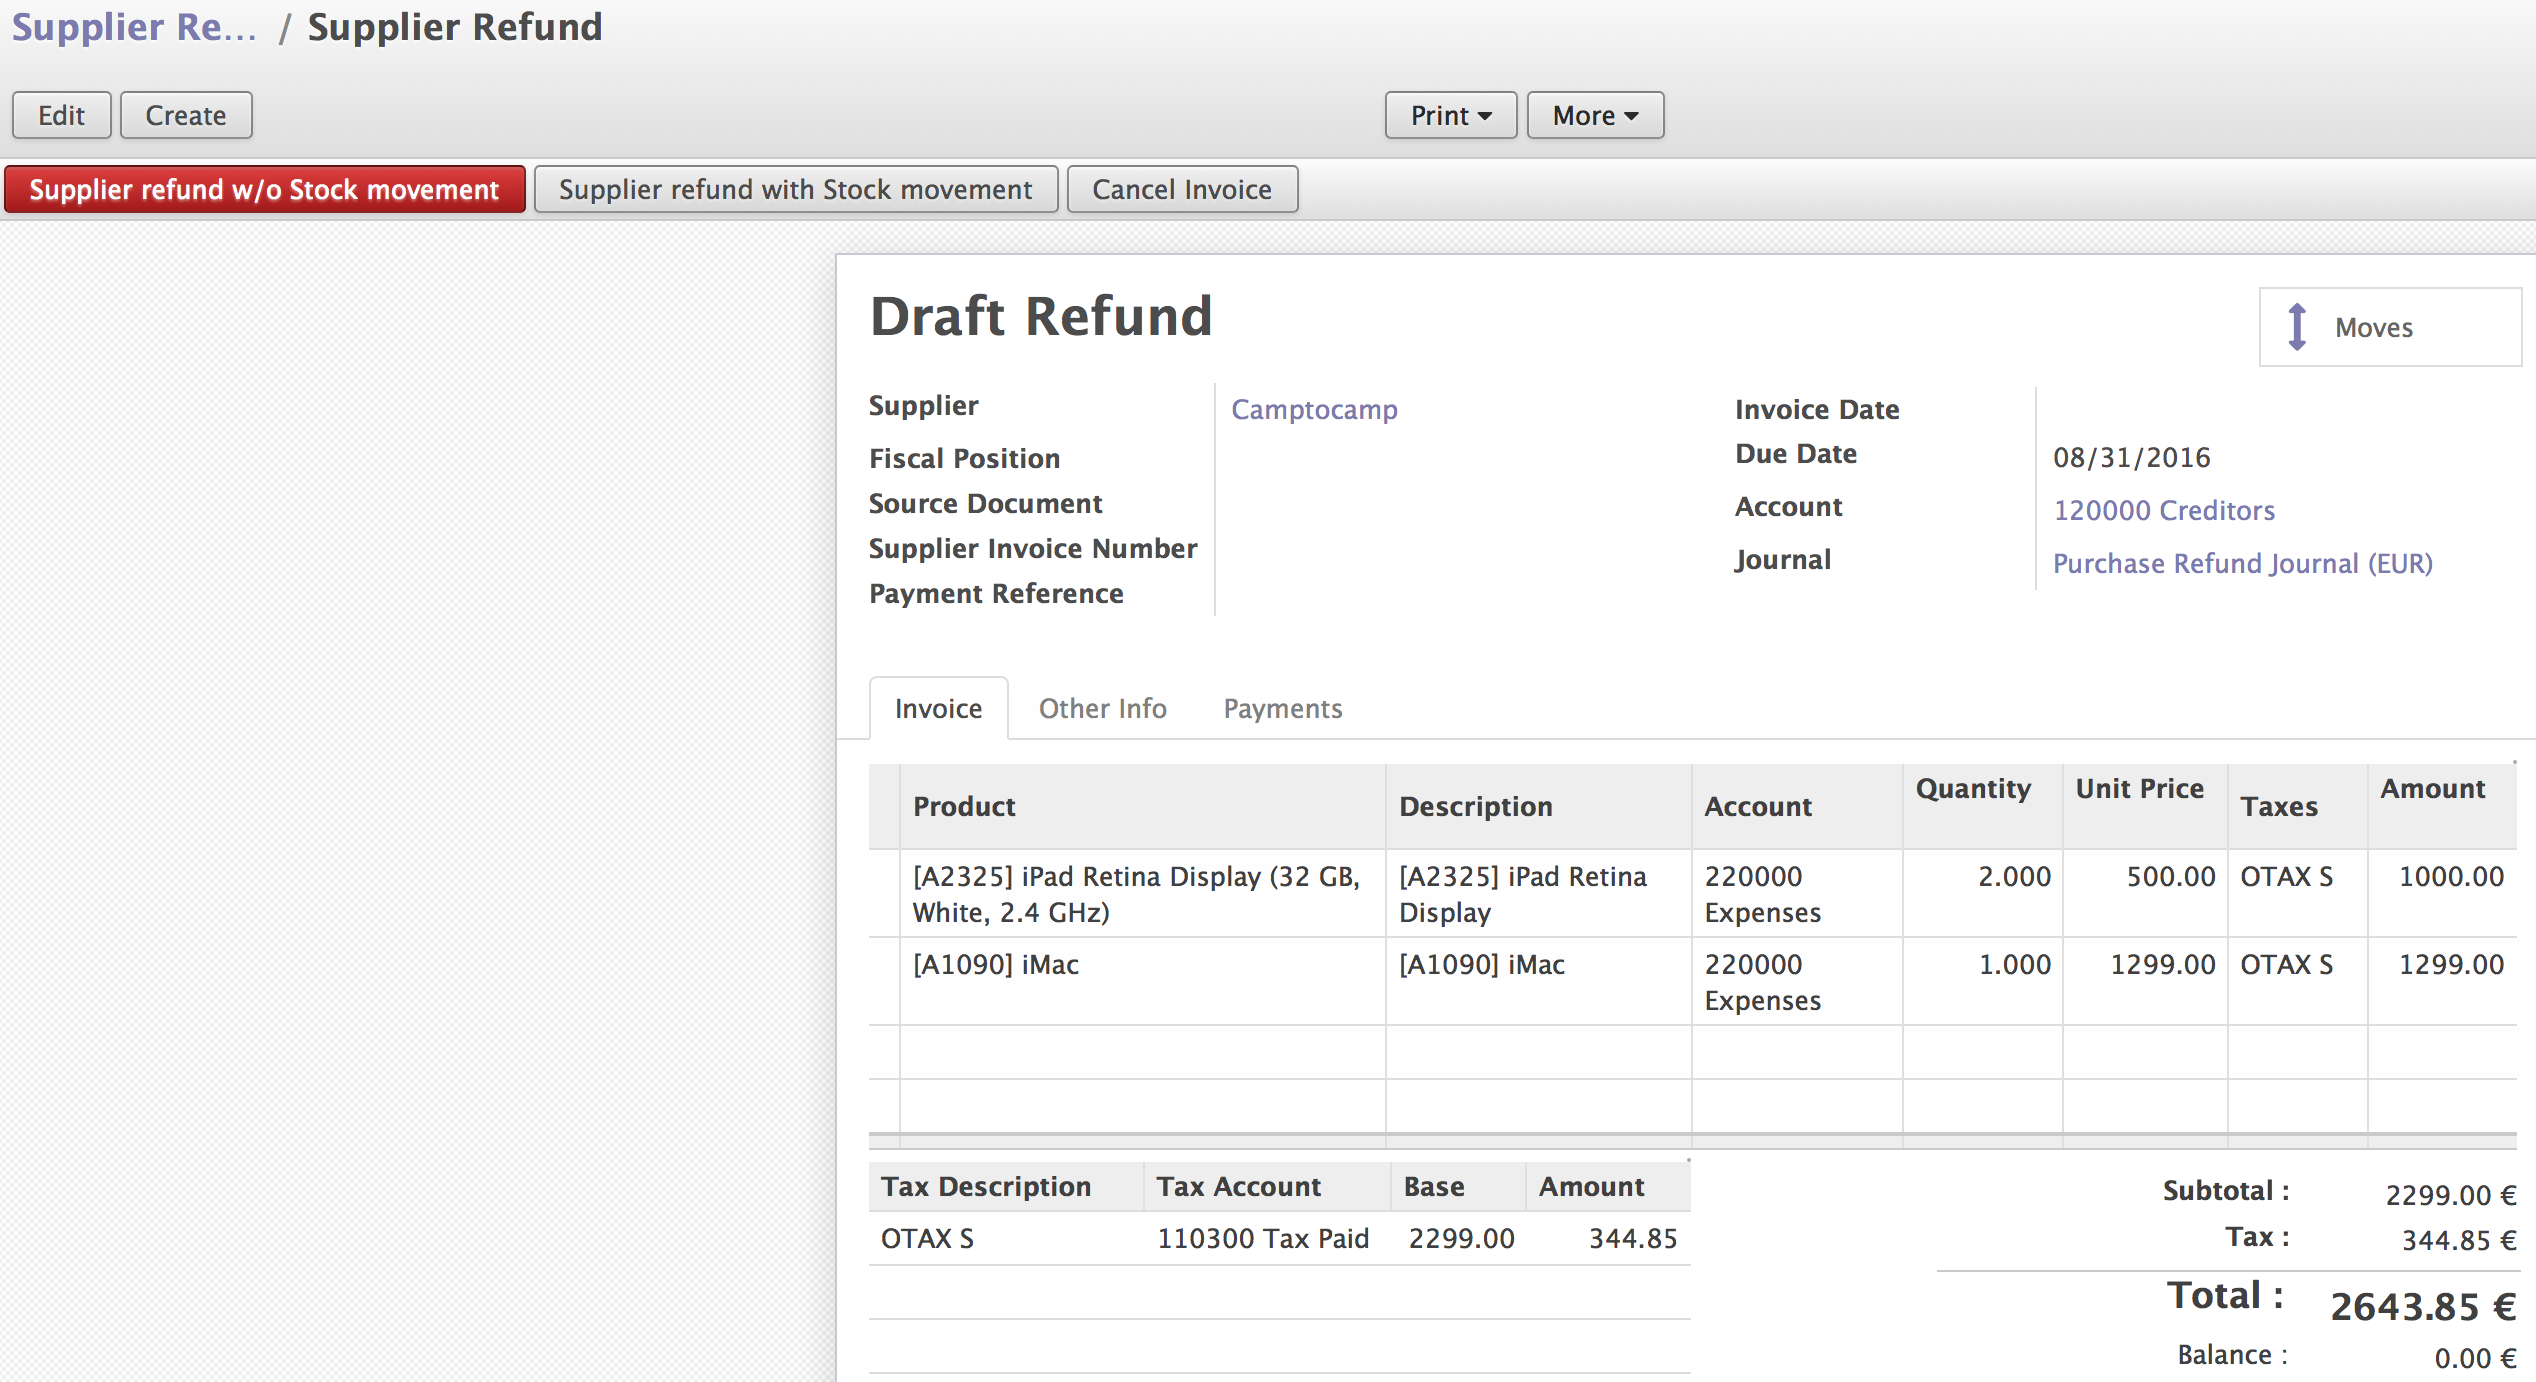 Supplier Re... / Supplier Refund
Edit Create Print More
Supplier refund w/o Stock movement Supplier refund with Stock movement Cancel Invoice
Draft Refund
Moves
Supplier Camptocamp
Fiscal Position
Source Document
Supplier Invoice Number
Payment Reference
Invoice Date
Due Date 08/31/2016
Account 120000 Creditors
Journal Purchase Refund Journal (EUR)
Invoice Other Info Payments
Product Description Account Quantity Unit Price Taxes Amount
[A2325] iPad Retina Display (32 GB, [A2325] iPad Retina 220000 2.000 500.00 OTAX S 1000.00
White, 2.4 GHz) Display Expenses
[A1090] iMac [A1090] iMac 220000 1.000 1299.00 OTAX S 1299.00
Expenses
Tax Description Tax Account Base Amount
OTAX S 110300 Tax Paid 2299.00 344.85
Subtotal : 2299.00 €
Tax : 344.85 €
Total : 2643.85 €
Balance : 0.00 €